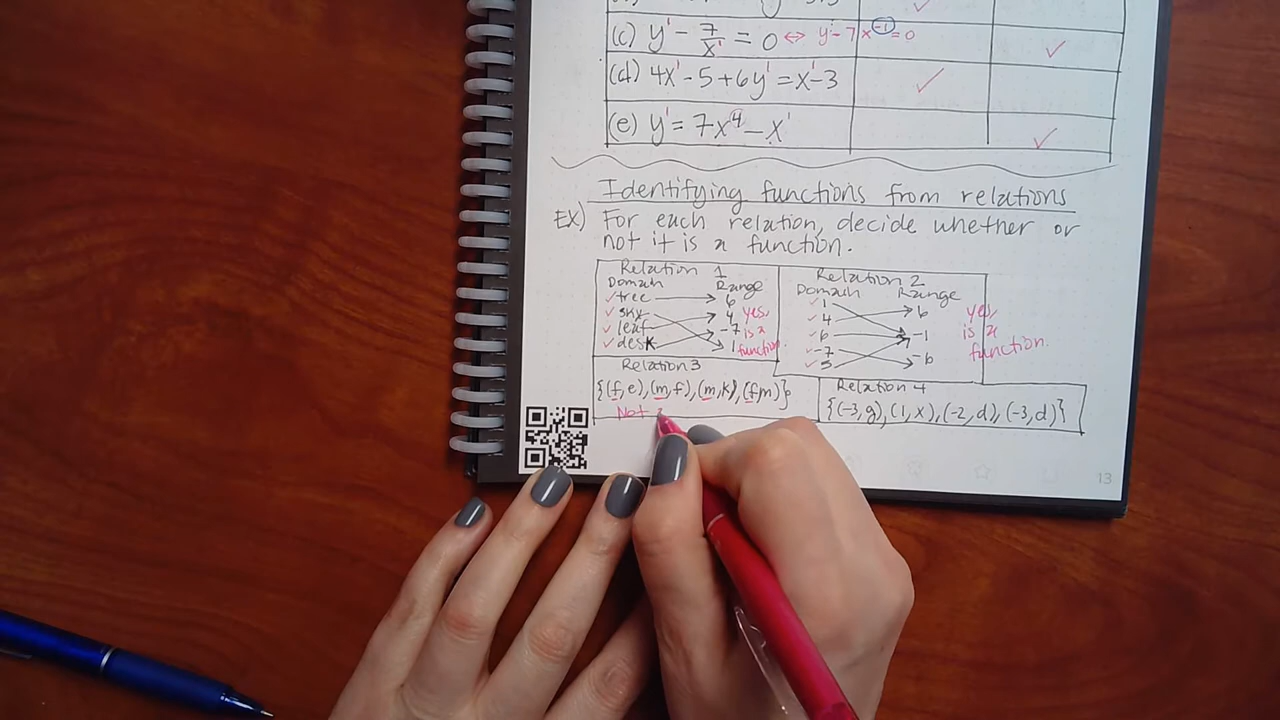 (c) y' - 7/x' = 0 ⇔ y' - 7x^-1 = 0 ✓
(d) 4x' - 5 + 6y' = x' - 3 ✓
(e) y' = 7x^4 - x' ✓
Identifying functions from relations
EX) For each relation, decide whether or
not it is a function.
Relation 1
Domain Range
✓ tree 6
✓ sky 4
✓ leaf -7
✓ desk 1
yes,
is a
function.
Relation 2
Domain Range
✓ 1 6
✓ 4 -1
✓ 6 -6
✓ -7
✓ 5
yes,
is a
function.
Relation 3
{(f,e),(m,f),(m,k),(f,m)}
Not a
Relation 4
{(-3,g),(1,x),(-2,d),(-3,d)}
13